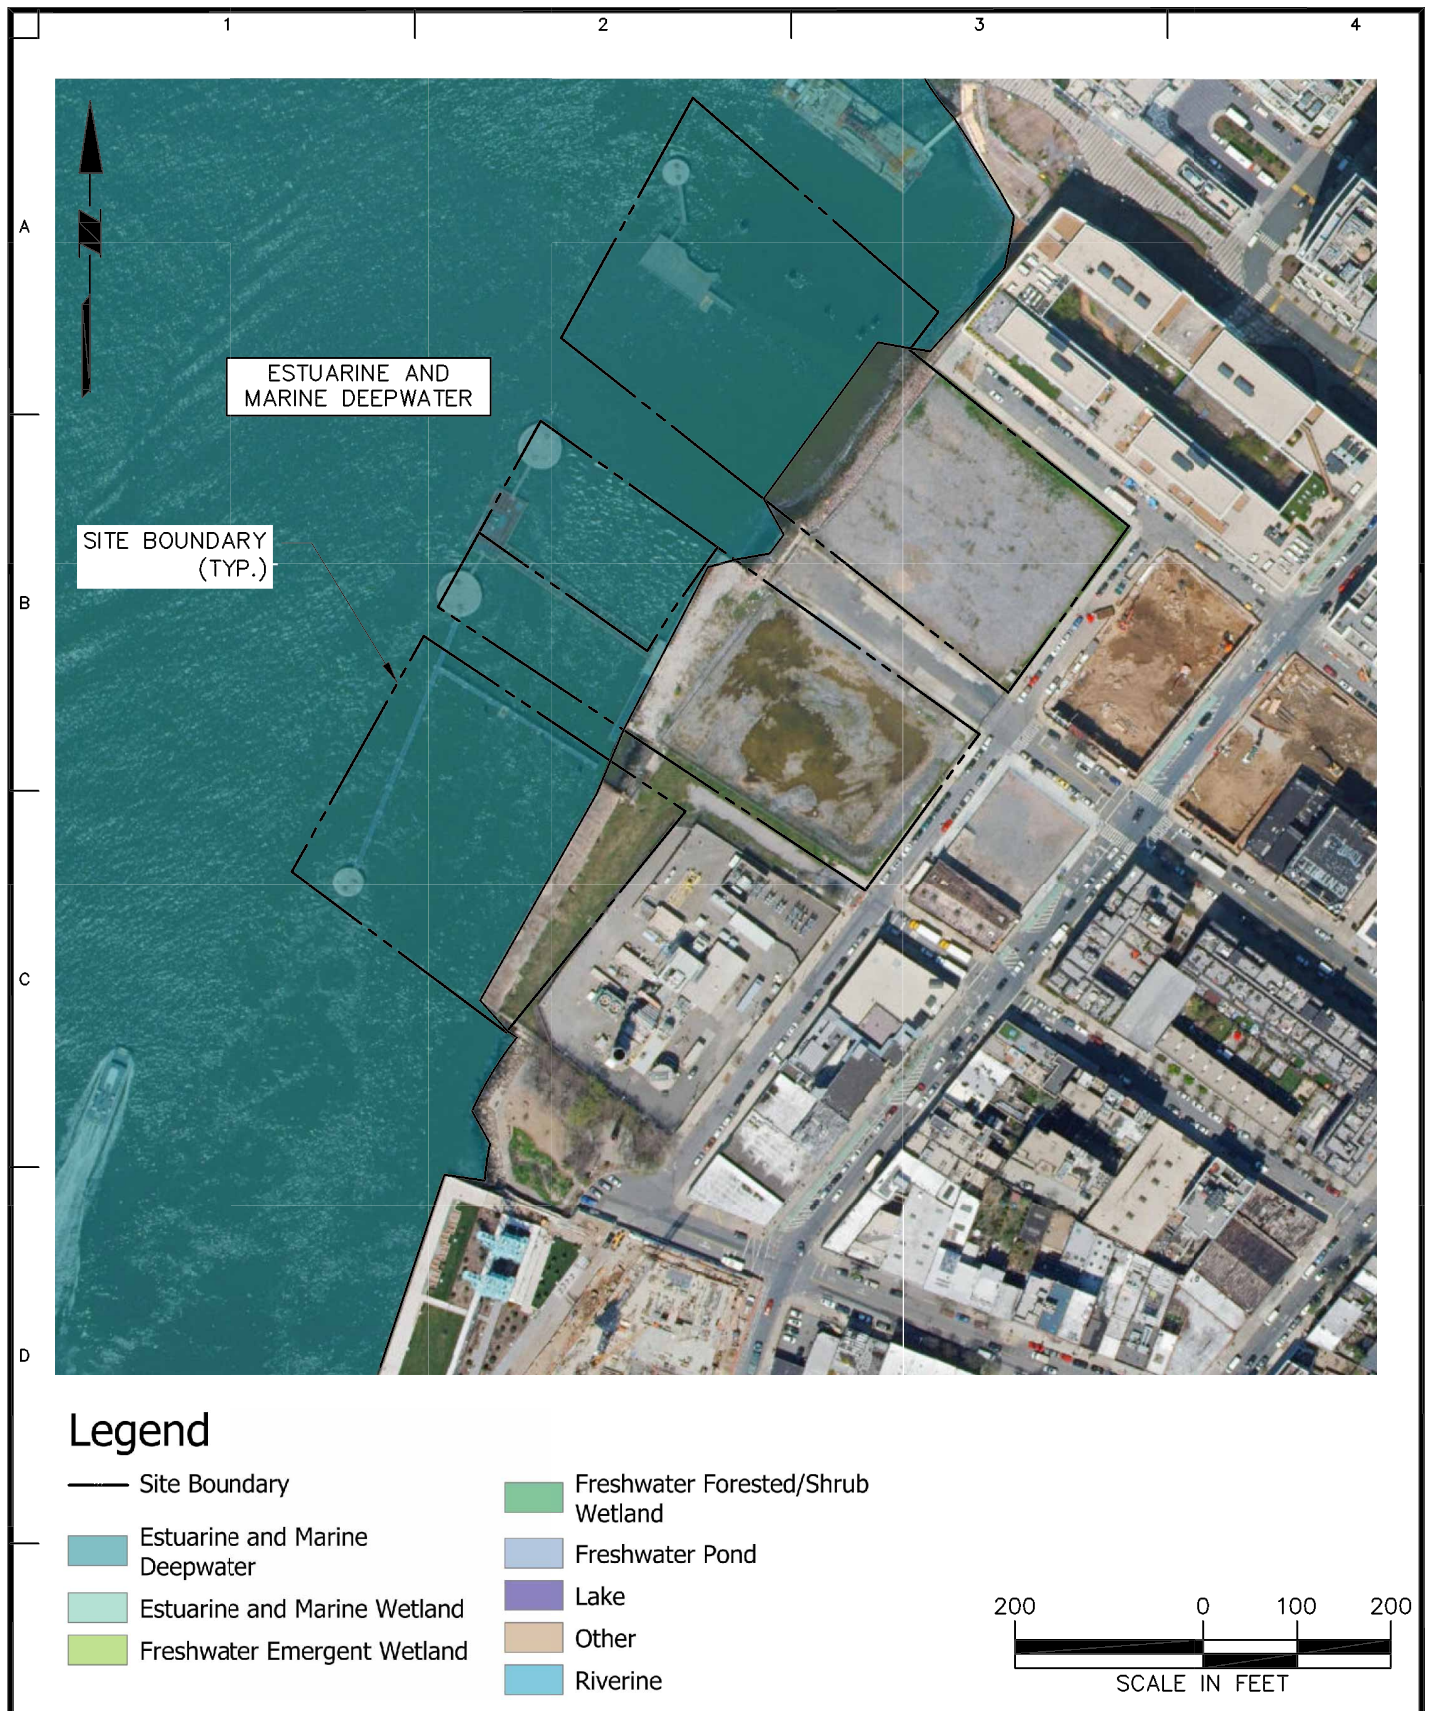 1 2 3 4
A
ESTUARINE AND
MARINE DEEPWATER
SITE BOUNDARY
(TYP.)
B
C
D
Legend
Site Boundary
Estuarine and Marine
Deepwater
Estuarine and Marine Wetland
Freshwater Emergent Wetland
Freshwater Forested/Shrub
Wetland
Freshwater Pond
Lake
Other
Riverine
200 0 100 200
SCALE IN FEET